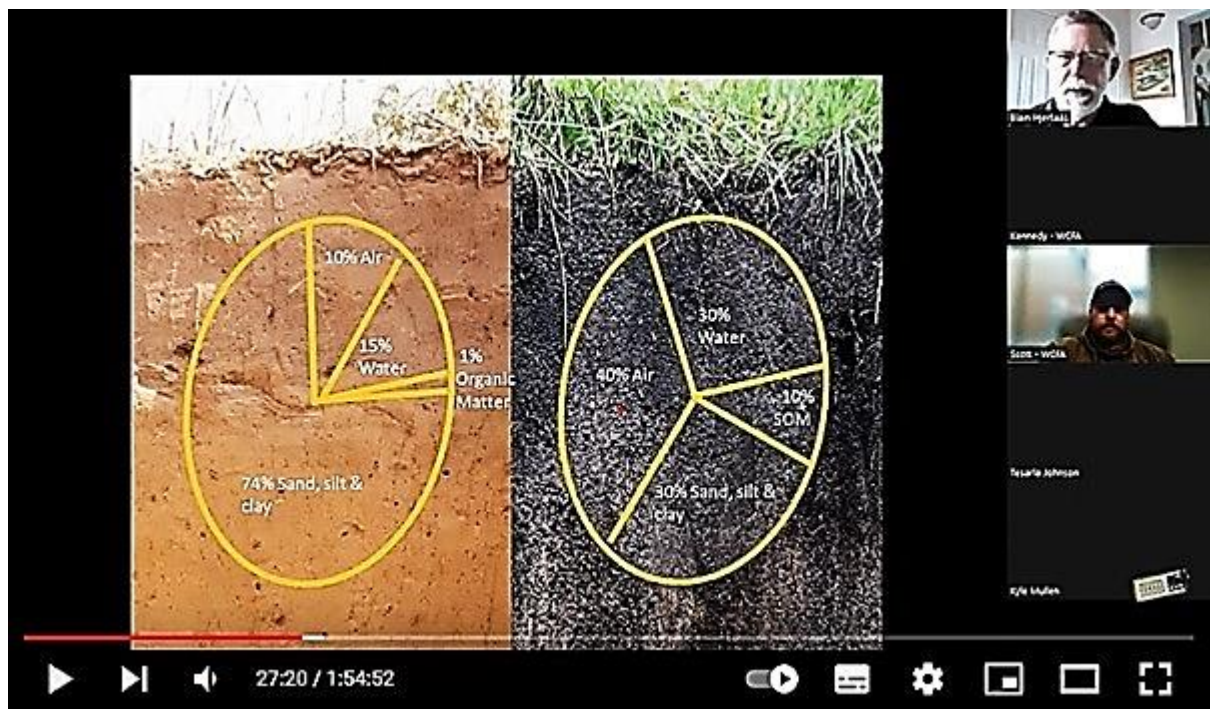 10% Air
15%
Water
1%
Organic
Matter
74% Sand, silt &
clay
30%
Water
40% Air
10%
SOM
30% Sand, silt &
clay
Kennedy - WCFA
Scott - WCFA
Tesarla Johnson
Kyle Mullen
27:20 / 1:54:52